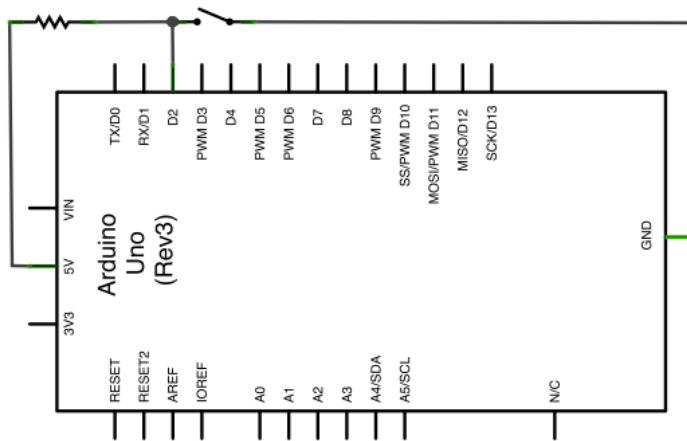 TX/D0
RX/D1
D2
PWM D3
D4
PWM D5
PWM D6
D7
D8
PWM D9
SS/PWM D10
MOSI/PWM D11
MISO/D12
SCK/D13
VIN
5V
3V3
Arduino
Uno
(Rev3)
GND
RESET
RESET2
AREF
IOREF
A0
A1
A2
A3
A4/SDA
A5/SCL
N/C